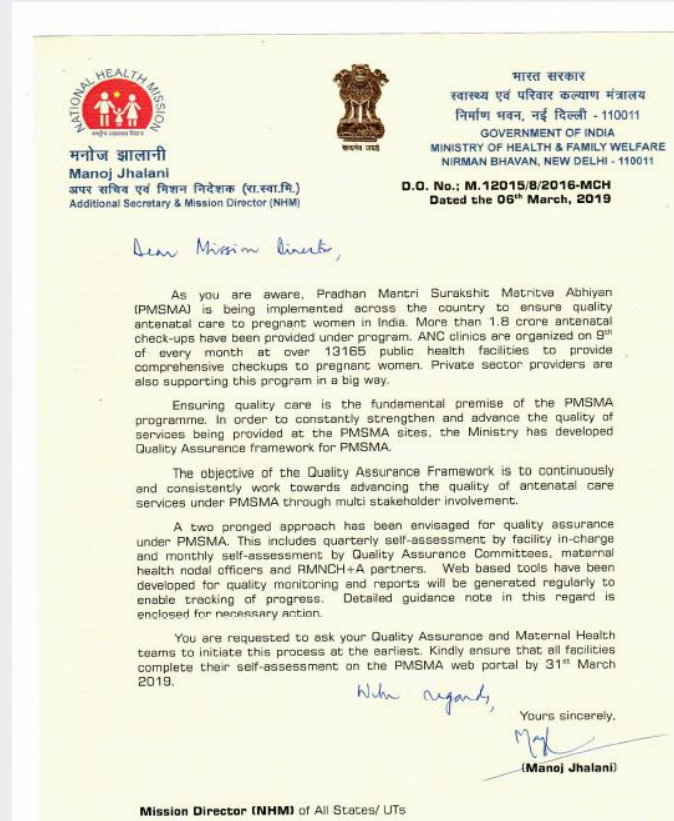 NATIONAL HEALTH MISSION
राष्ट्रीय स्वास्थ्य मिशन
सत्यमेव जयते
मनोज झालानी
Manoj Jhalani
अपर सचिव एवं मिशन निदेशक (रा.स्वा.मि.)
Additional Secretary & Mission Director (NHM)
भारत सरकार
स्वास्थ्य एवं परिवार कल्याण मंत्रालय
निर्माण भवन, नई दिल्ली - 110011
GOVERNMENT OF INDIA
MINISTRY OF HEALTH & FAMILY WELFARE
NIRMAN BHAVAN, NEW DELHI - 110011
D.O. No.; M.12015/8/2016-MCH
Dated the 06th March, 2019
Dear Mission Director,
As you are aware, Pradhan Mantri Surakshit Matritva Abhiyan
(PMSMA) is being implemented across the country to ensure quality
antenatal care to pregnant women in India. More than 1.8 crore antenatal
check-ups have been provided under program. ANC clinics are organized on 9th
of every month at over 13165 public health facilities to provide
comprehensive checkups to pregnant women. Private sector providers are
also supporting this program in a big way.
Ensuring quality care is the fundamental premise of the PMSMA
programme. In order to constantly strengthen and advance the quality of
services being provided at the PMSMA sites, the Ministry has developed
Quality Assurance framework for PMSMA.
The objective of the Quality Assurance Framework is to continuously
and consistently work towards advancing the quality of antenatal care
services under PMSMA through multi stakeholder involvement.
A two pronged approach has been envisaged for quality assurance
under PMSMA. This includes quarterly self-assessment by facility in-charge
and monthly self-assessment by Quality Assurance Committees, maternal
health nodal officers and RMNCH+A partners. Web based tools have been
developed for quality monitoring and reports will be generated regularly to
enable tracking of progress. Detailed guidance note in this regard is
enclosed for necessary action.
You are requested to ask your Quality Assurance and Maternal Health
teams to initiate this process at the earliest. Kindly ensure that all facilities
complete their self-assessment on the PMSMA web portal by 31st March
2019.
With regards,
Yours sincerely,
(Manoj Jhalani)
Mission Director (NHM) of All States/ UTs